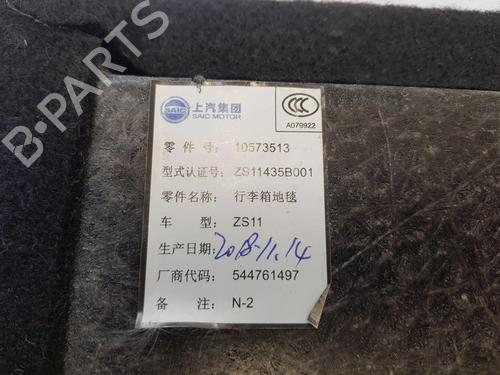 SAIC
上汽集团
SAIC MOTOR
CCC
A079922
零 件 号: 10573513
型式认证号: ZS11435B001
零件名称: 行李箱地毯
车 型: ZS11
生产日期: 2018-11.14
厂商代码: 544761497
备 注: N-2
B-PARTS